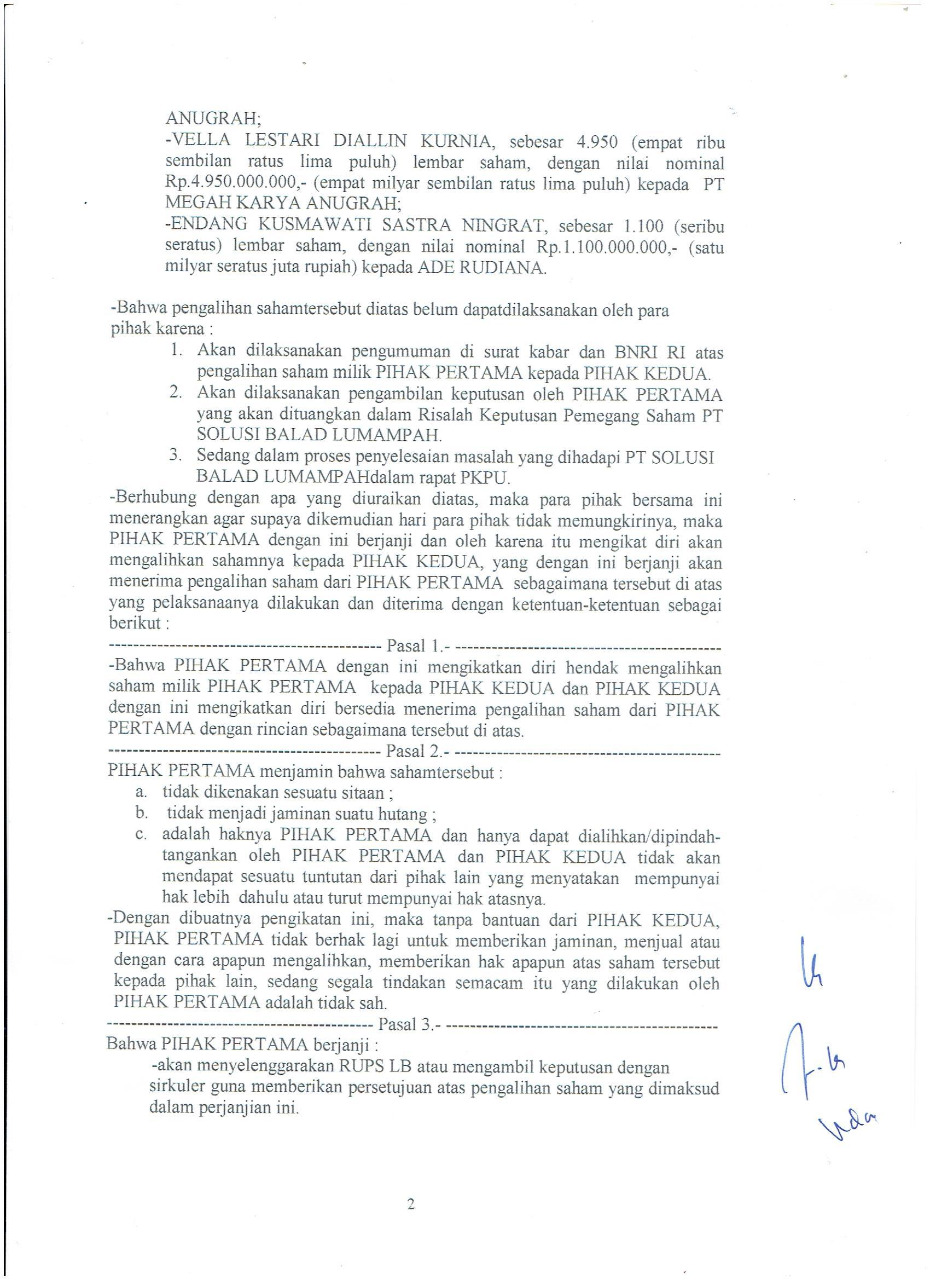 ANUGRAH;
-VELLA LESTARI DIALLIN KURNIA, sebesar 4.950 (empat ribu
sembilan ratus lima puluh) lembar saham, dengan nilai nominal
Rp.4.950.000.000,- (empat milyar sembilan ratus lima puluh) kepada PT
MEGAH KARYA ANUGRAH;
-ENDANG KUSMAWATI SASTRA NINGRAT, sebesar 1.100 (seribu
seratus) lembar saham, dengan nilai nominal Rp.1.100.000.000,- (satu
milyar seratus juta rupiah) kepada ADE RUDIANA.
-Bahwa pengalihan sahamtersebut diatas belum dapatdilaksanakan oleh para
pihak karena :
1. Akan dilaksanakan pengumuman di surat kabar dan BNRI RI atas
pengalihan saham milik PIHAK PERTAMA kepada PIHAK KEDUA.
2. Akan dilaksanakan pengambilan keputusan oleh PIHAK PERTAMA
yang akan dituangkan dalam Risalah Keputusan Pemegang Saham PT
SOLUSI BALAD LUMAMPAH.
3. Sedang dalam proses penyelesaian masalah yang dihadapi PT SOLUSI
BALAD LUMAMPAHdalam rapat PKPU.
-Berhubung dengan apa yang diuraikan diatas, maka para pihak bersama ini
menerangkan agar supaya dikemudian hari para pihak tidak memungkirinya, maka
PIHAK PERTAMA dengan ini berjanji dan oleh karena itu mengikat diri akan
mengalihkan sahamnya kepada PIHAK KEDUA, yang dengan ini berjanji akan
menerima pengalihan saham dari PIHAK PERTAMA sebagaimana tersebut di atas
yang pelaksanaanya dilakukan dan diterima dengan ketentuan-ketentuan sebagai
berikut :
--------------------------------------------- Pasal 1.- --------------------------------------------
-Bahwa PIHAK PERTAMA dengan ini mengikatkan diri hendak mengalihkan
saham milik PIHAK PERTAMA kepada PIHAK KEDUA dan PIHAK KEDUA
dengan ini mengikatkan diri bersedia menerima pengalihan saham dari PIHAK
PERTAMA dengan rincian sebagaimana tersebut di atas.
--------------------------------------------- Pasal 2.- --------------------------------------------
PIHAK PERTAMA menjamin bahwa sahamtersebut :
a. tidak dikenakan sesuatu sitaan ;
b. tidak menjadi jaminan suatu hutang ;
c. adalah haknya PIHAK PERTAMA dan hanya dapat dialihkan/dipindah-
tangankan oleh PIHAK PERTAMA dan PIHAK KEDUA tidak akan
mendapat sesuatu tuntutan dari pihak lain yang menyatakan mempunyai
hak lebih dahulu atau turut mempunyai hak atasnya.
-Dengan dibuatnya pengikatan ini, maka tanpa bantuan dari PIHAK KEDUA,
PIHAK PERTAMA tidak berhak lagi untuk memberikan jaminan, menjual atau
dengan cara apapun mengalihkan, memberikan hak apapun atas saham tersebut
kepada pihak lain, sedang segala tindakan semacam itu yang dilakukan oleh
PIHAK PERTAMA adalah tidak sah.
-------------------------------------------- Pasal 3.- ---------------------------------------------
Bahwa PIHAK PERTAMA berjanji :
-akan menyelenggarakan RUPS LB atau mengambil keputusan dengan
sirkuler guna memberikan persetujuan atas pengalihan saham yang dimaksud
dalam perjanjian ini.
2